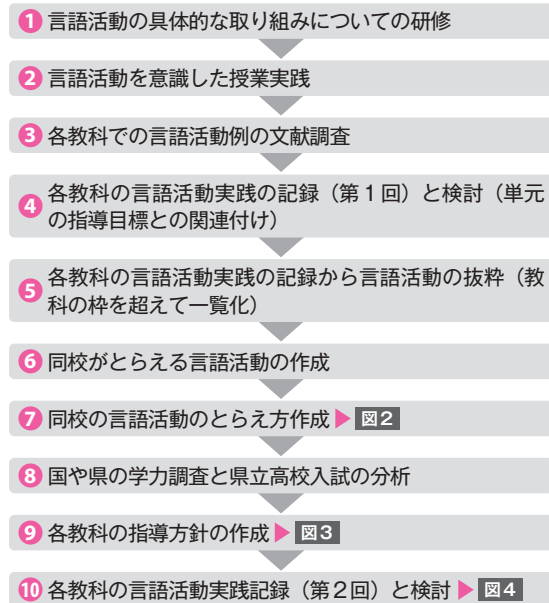 ❶ 言語活動の具体的な取り組みについての研修
❷ 言語活動を意識した授業実践
❸ 各教科での言語活動例の文献調査
❹ 各教科の言語活動実践の記録（第１回）と検討（単元
の指導目標との関連付け）
❺ 各教科の言語活動実践の記録から言語活動の抜粋（教
科の枠を超えて一覧化）
❻ 同校がとらえる言語活動の作成
❼ 同校の言語活動のとらえ方作成▶図２
❽ 国や県の学力調査と県立高校入試の分析
❾ 各教科の指導方針の作成▶図３
❿ 各教科の言語活動実践記録（第２回）と検討▶図４